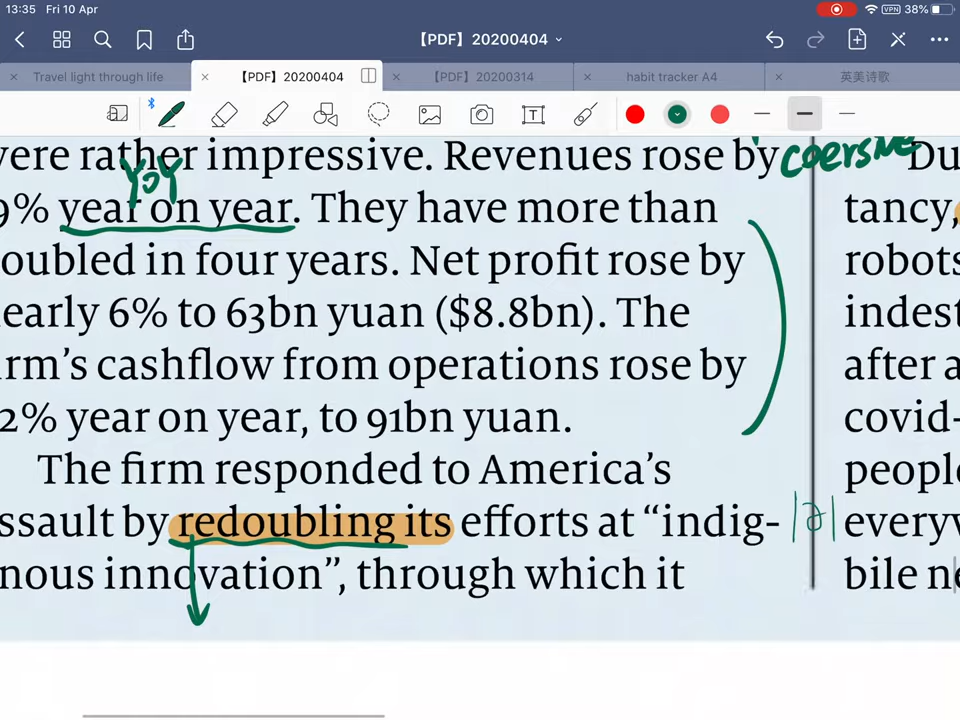 13:35 Fri 10 Apr
VPN 38%
【PDF】20200404
Travel light through life
【PDF】20200404
【PDF】20200314
habit tracker A4
英美诗歌
T
ere rather impressive. Revenues rose by
YoY
coersive
9% year on year. They have more than
oubled in four years. Net profit rose by
early 6% to 63bn yuan ($8.8bn). The
rm's cashflow from operations rose by
2% year on year, to 91bn yuan.
The firm responded to America's
ssault by redoubling its efforts at “indig-
nous innovation”, through which it
Du
tancy,
robots
indest
after a
covid-
people
everyw
bile ne